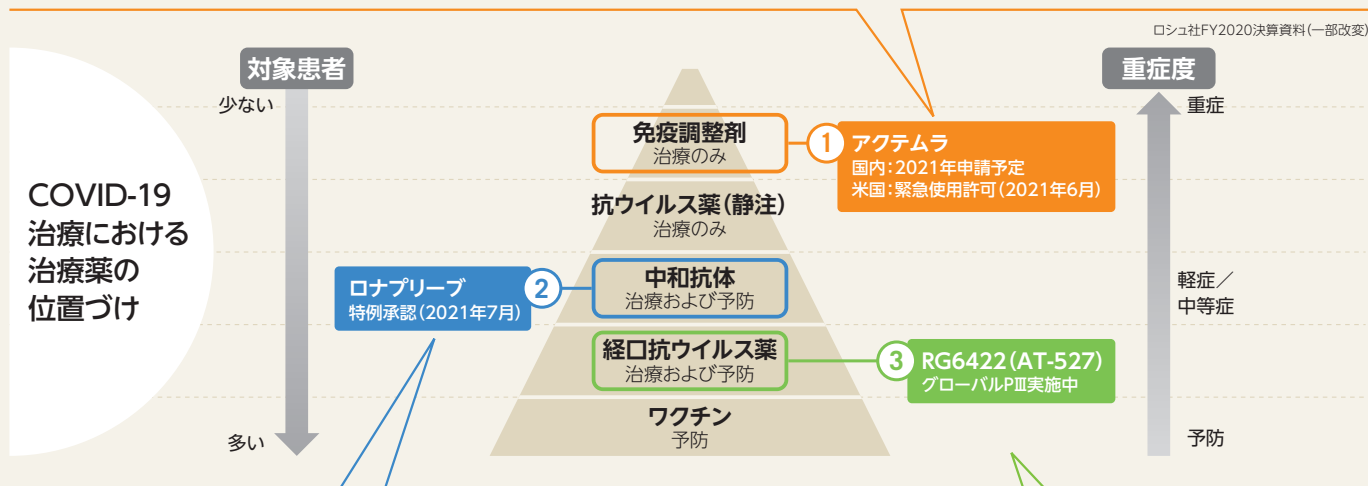 ロシュ社FY2020決算資料(一部改変)
COVID-19
治療における
治療薬の
位置づけ
対象患者
少ない
多い
免疫調整剤
治療のみ
抗ウイルス薬(静注)
治療のみ
中和抗体
治療および予防
経口抗ウイルス薬
治療および予防
ワクチン
予防
1 アクテムラ
国内:2021年申請予定
米国:緊急使用許可(2021年6月)
ロナプリーブ 2
特例承認(2021年7月)
3 RG6422(AT-527)
グローバルPⅢ実施中
重症度
重症
軽症/
中等症
予防